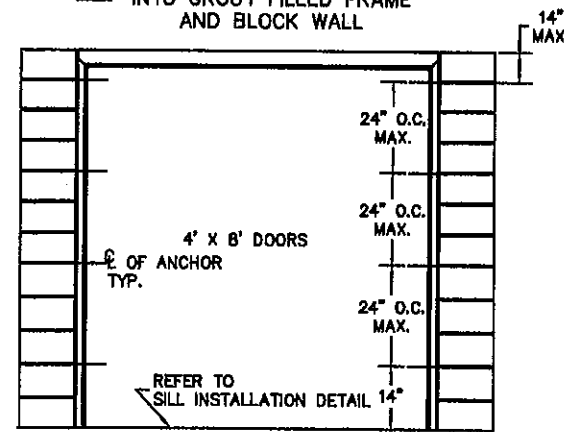 INTO GROUT FILLED FRAME
AND BLOCK WALL
14"
MAX
24" O.C.
MAX.
24" O.C.
MAX.
4' X 8' DOORS
℄ OF ANCHOR
TYP.
24" O.C.
MAX.
REFER TO
SILL INSTALLATION DETAIL
14"